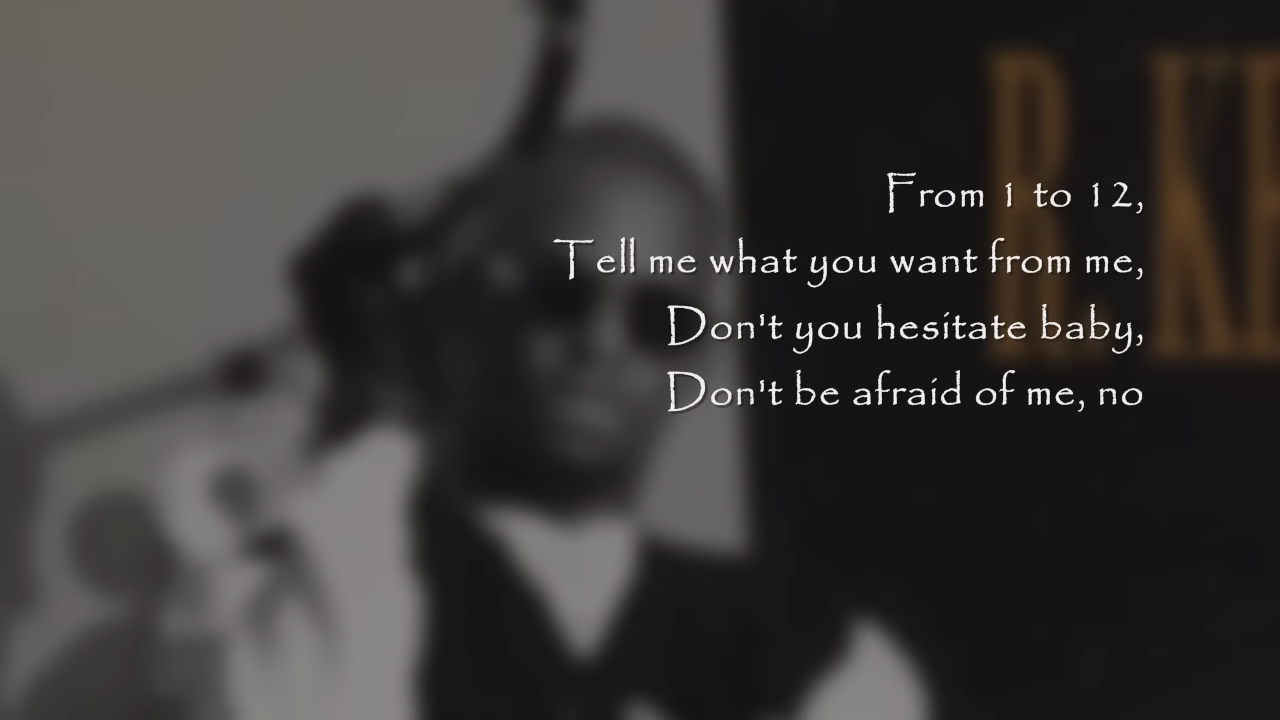 R. KE
From 1 to 12,
Tell me what you want from me,
Don't you hesitate baby,
Don't be afraid of me, no